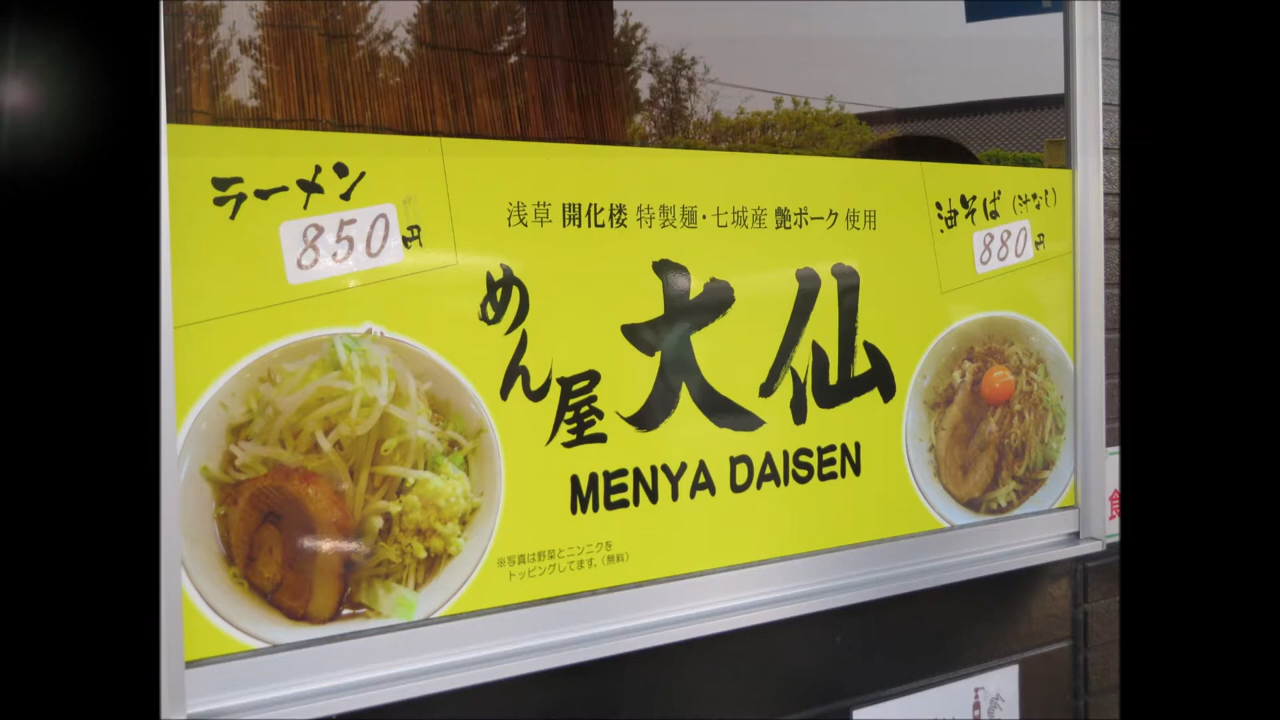 ラーメン
850円
浅草 開化楼 特製麺・七城産 艶ポーク 使用
油そば(汁なし)
880円
めん屋 大仙
MENYA DAISEN
※写真は野菜とニンニクを
トッピングしてます。(無料)
食